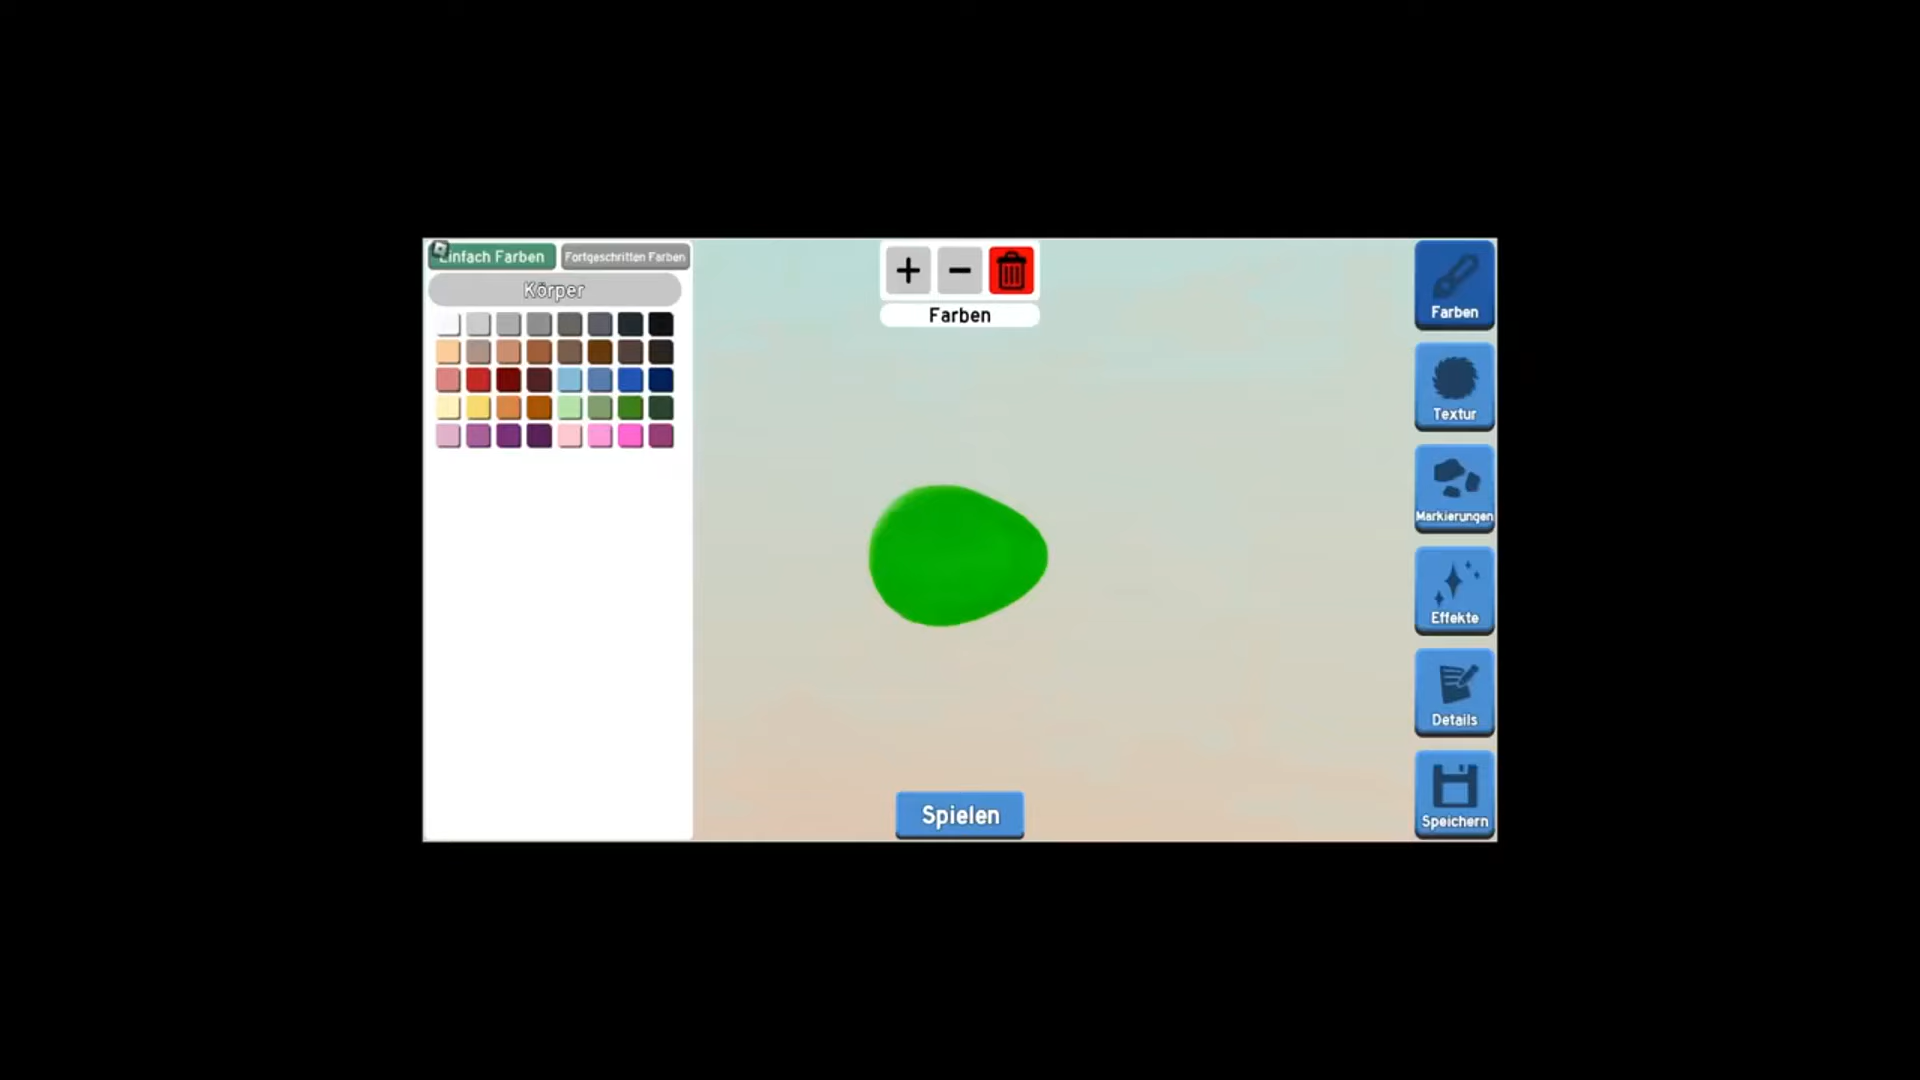 Einfach Farben
Fortgeschritten Farben
Körper
Farben
Farben
Textur
Markierungen
Effekte
Details
Speichern
Spielen